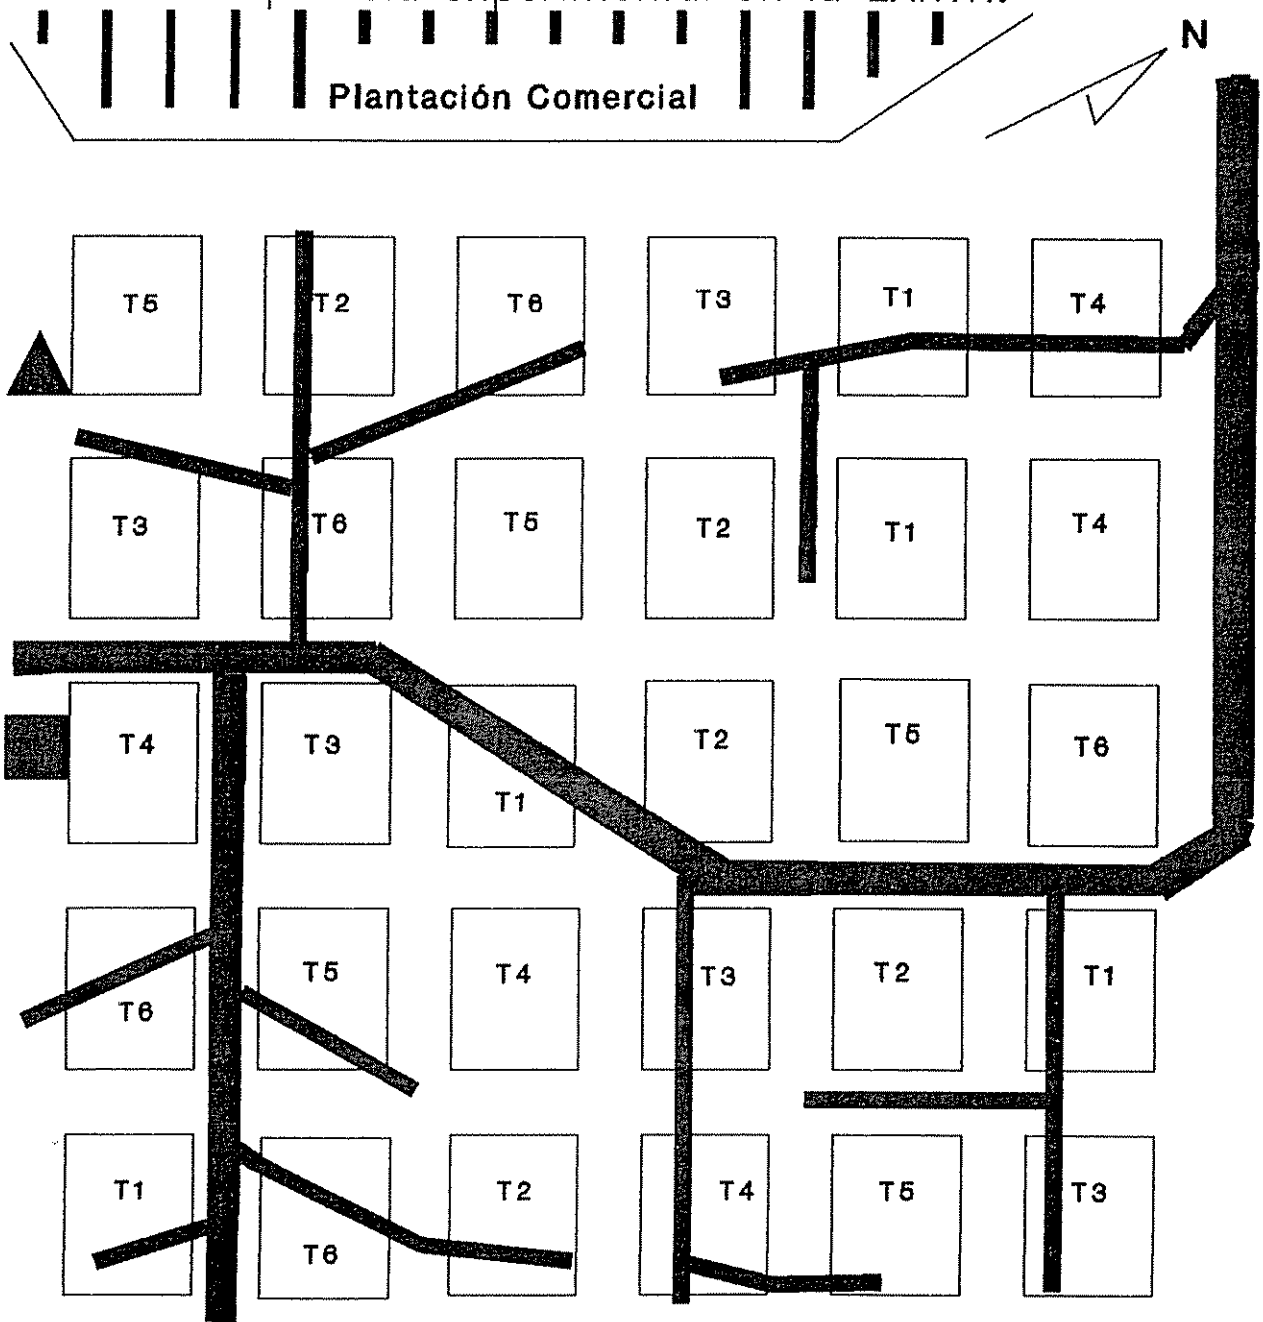 N
Plantación Comercial
T5 T2 T6 T3 T1 T4
T3 T6 T5 T2 T1 T4
T4 T3 T1 T2 T5 T6
T6 T5 T4 T3 T2 T1
T1 T6 T2 T4 T5 T3